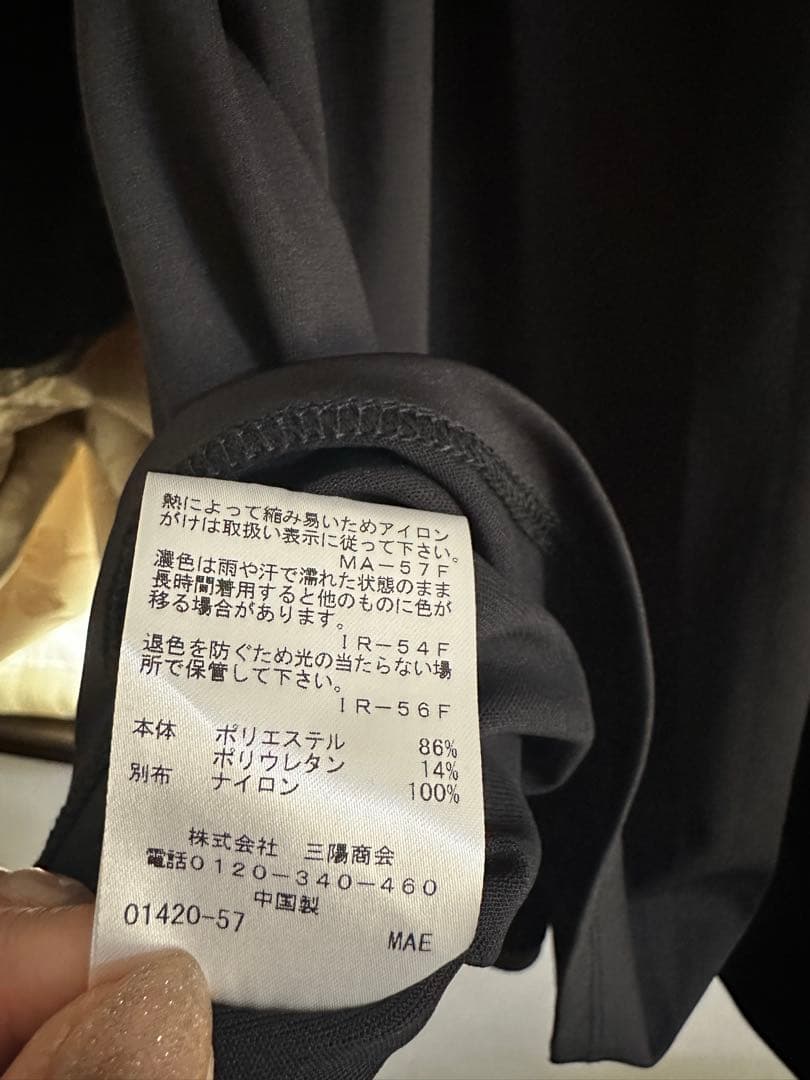 熱によって縮み易いためアイロン
がけは取扱い表示に従って下さい。
MA-57F
濃色は雨や汗で濡れた状態のまま
長時間着用すると他のものに色が
移る場合があります。
IR-54F
退色を防ぐため光の当たらない場
所で保管して下さい。
IR-56F
本体 ポリエステル 86%
ポリウレタン 14%
別布 ナイロン 100%
株式会社 三陽商会
電話0120-340-460
中国製
01420-57
MAE